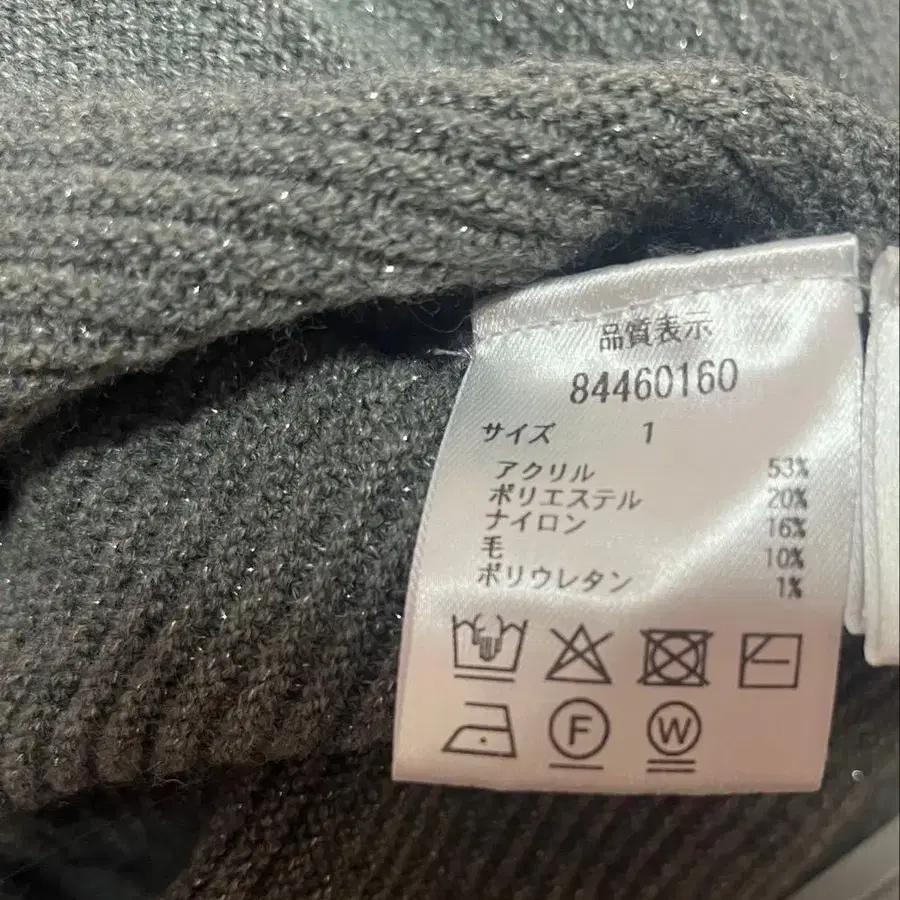 品質表示
84460160
サイズ 1
アクリル 53%
ポリエステル 20%
ナイロン 16%
毛 10%
ポリウレタン 1%
F W